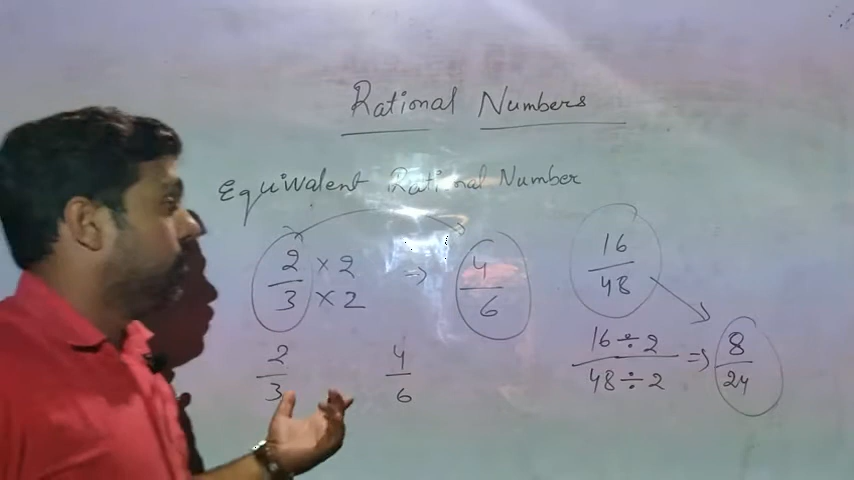 Rational Numbers
Equivalent Rational Number
2/3 × 2/× 2 ⇒ 4/6
2/3 4/6
16/48
16÷2/48÷2 ⇒ 8/24